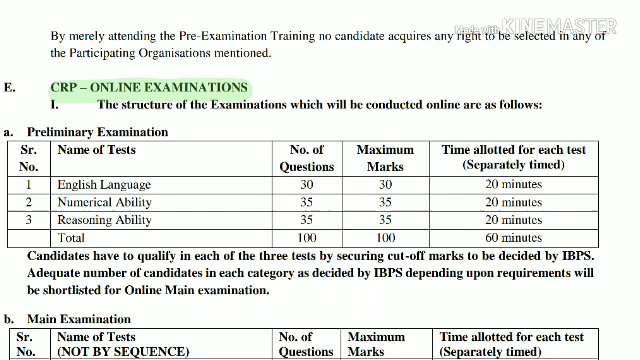 Made with KINEMASTER
By merely attending the Pre-Examination Training no candidate acquires any right to be selected in any of
the Participating Organisations mentioned.
E. CRP – ONLINE EXAMINATIONS
I. The structure of the Examinations which will be conducted online are as follows:
a. Preliminary Examination
Sr. No. Name of Tests No. of Questions Maximum Marks Time allotted for each test (Separately timed)
1 English Language 30 30 20 minutes
2 Numerical Ability 35 35 20 minutes
3 Reasoning Ability 35 35 20 minutes
Total 100 100 60 minutes
Candidates have to qualify in each of the three tests by securing cut-off marks to be decided by IBPS.
Adequate number of candidates in each category as decided by IBPS depending upon requirements will
be shortlisted for Online Main examination.
b. Main Examination
Sr. No. Name of Tests (NOT BY SEQUENCE) No. of Questions Maximum Marks Time allotted for each test (Separately timed)